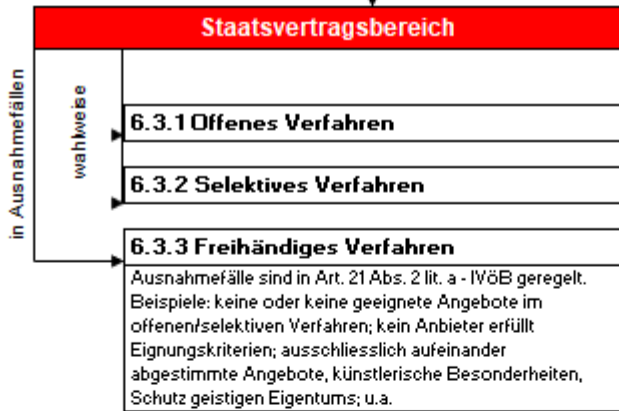 Staatsvertragsbereich
in Ausnahmefällen
wahlweise
6.3.1 Offenes Verfahren
6.3.2 Selektives Verfahren
6.3.3 Freihändiges Verfahren
Ausnahmefälle sind in Art. 21 Abs. 2 lit. a - IVöB geregelt.
Beispiele: keine oder keine geeignete Angebote im
offenen/selektiven Verfahren; kein Anbieter erfüllt
Eignungskriterien; ausschliesslich aufeinander
abgestimmte Angebote, künstlerische Besonderheiten,
Schutz geistigen Eigentums; u.a.